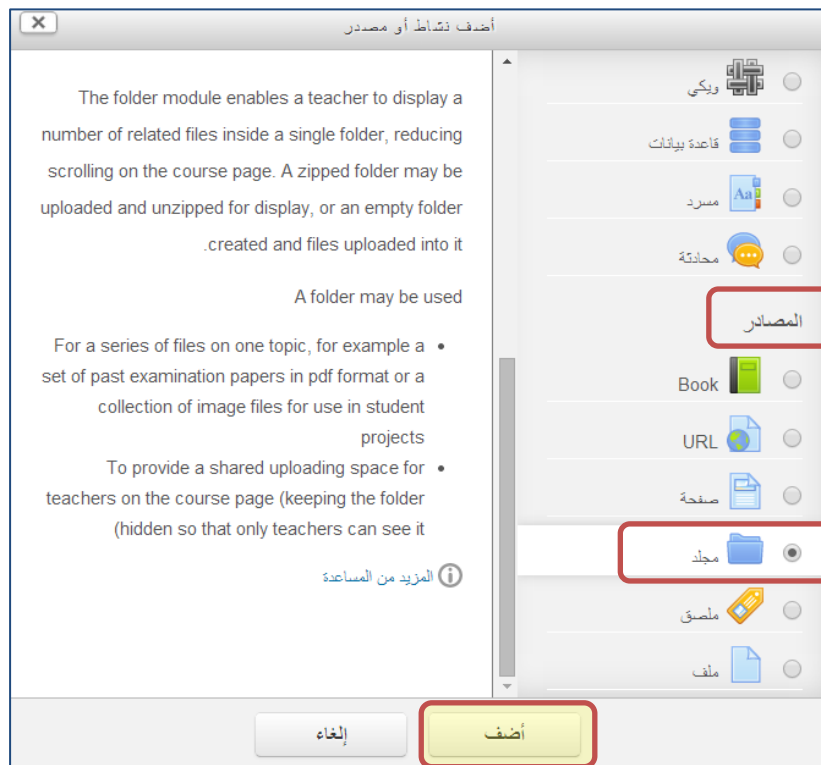 أضف نشاط أو مصدر
ويكي
قاعدة بيانات
مسرد
محادثة
المصادر
Book
URL
صفحة
مجلد
ملصق
ملف
The folder module enables a teacher to display a
number of related files inside a single folder, reducing
scrolling on the course page. A zipped folder may be
uploaded and unzipped for display, or an empty folder
.created and files uploaded into it
A folder may be used
For a series of files on one topic, for example a •
set of past examination papers in pdf format or a
collection of image files for use in student
projects
To provide a shared uploading space for •
teachers on the course page (keeping the folder
(hidden so that only teachers can see it
المزيد من المساعدة
أضف
إلغاء